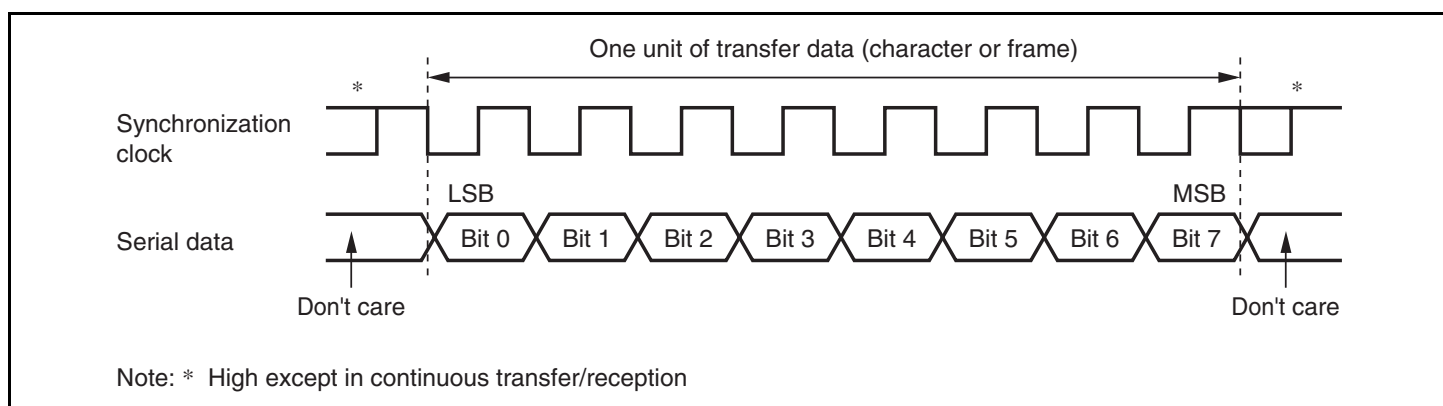 One unit of transfer data (character or frame)
* *
Synchronization
clock
LSB MSB
Serial data Bit 0 Bit 1 Bit 2 Bit 3 Bit 4 Bit 5 Bit 6 Bit 7
Don't care Don't care
Note: * High except in continuous transfer/reception